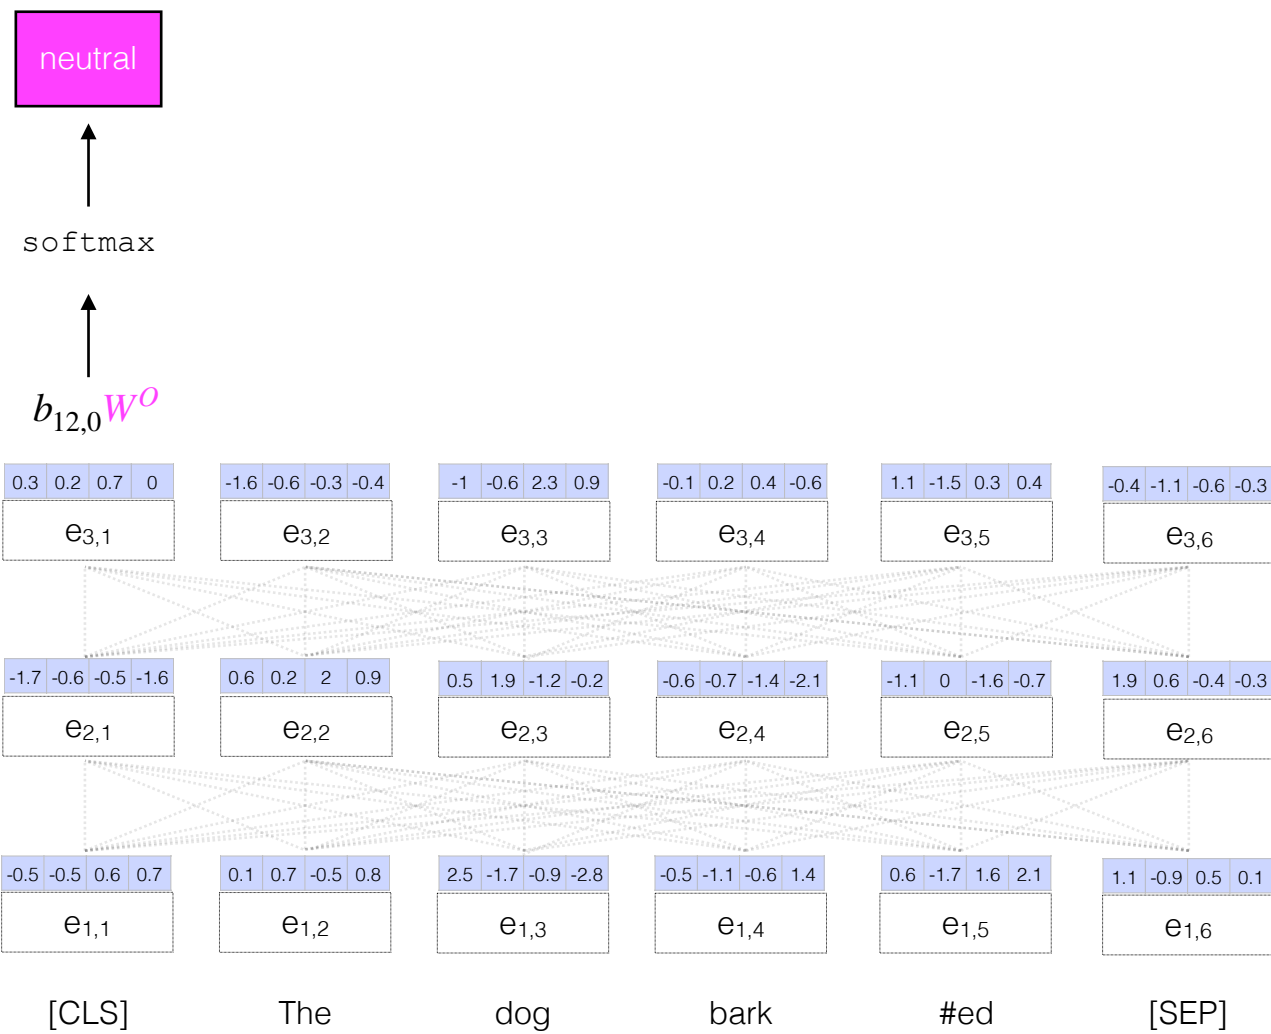 neutral
softmax
b₁₂,₀Wᴼ
0.3 0.2 0.7 0 -1.6 -0.6 -0.3 -0.4 -1 -0.6 2.3 0.9 -0.1 0.2 0.4 -0.6 1.1 -1.5 0.3 0.4 -0.4 -1.1 -0.6 -0.3
e₃,₁ e₃,₂ e₃,₃ e₃,₄ e₃,₅ e₃,₆
-1.7 -0.6 -0.5 -1.6 0.6 0.2 2 0.9 0.5 1.9 -1.2 -0.2 -0.6 -0.7 -1.4 -2.1 -1.1 0 -1.6 -0.7 1.9 0.6 -0.4 -0.3
e₂,₁ e₂,₂ e₂,₃ e₂,₄ e₂,₅ e₂,₆
-0.5 -0.5 0.6 0.7 0.1 0.7 -0.5 0.8 2.5 -1.7 -0.9 -2.8 -0.5 -1.1 -0.6 1.4 0.6 -1.7 1.6 2.1 1.1 -0.9 0.5 0.1
e₁,₁ e₁,₂ e₁,₃ e₁,₄ e₁,₅ e₁,₆
[CLS] The dog bark #ed [SEP]